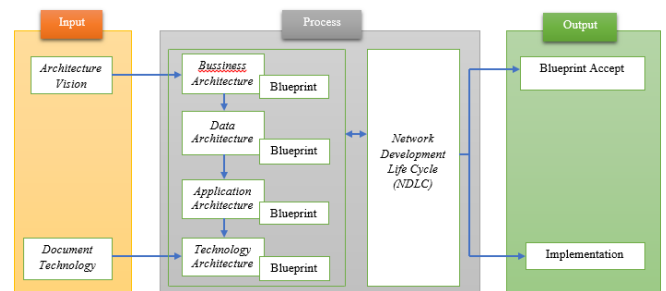 Input
Process
Output
Architecture
Vision
Document
Technology
Bussiness
Architecture
Blueprint
Data
Architecture
Blueprint
Application
Architecture
Blueprint
Technology
Architecture
Blueprint
Network
Development
Life Cycle
(NDLC)
Blueprint Accept
Implementation